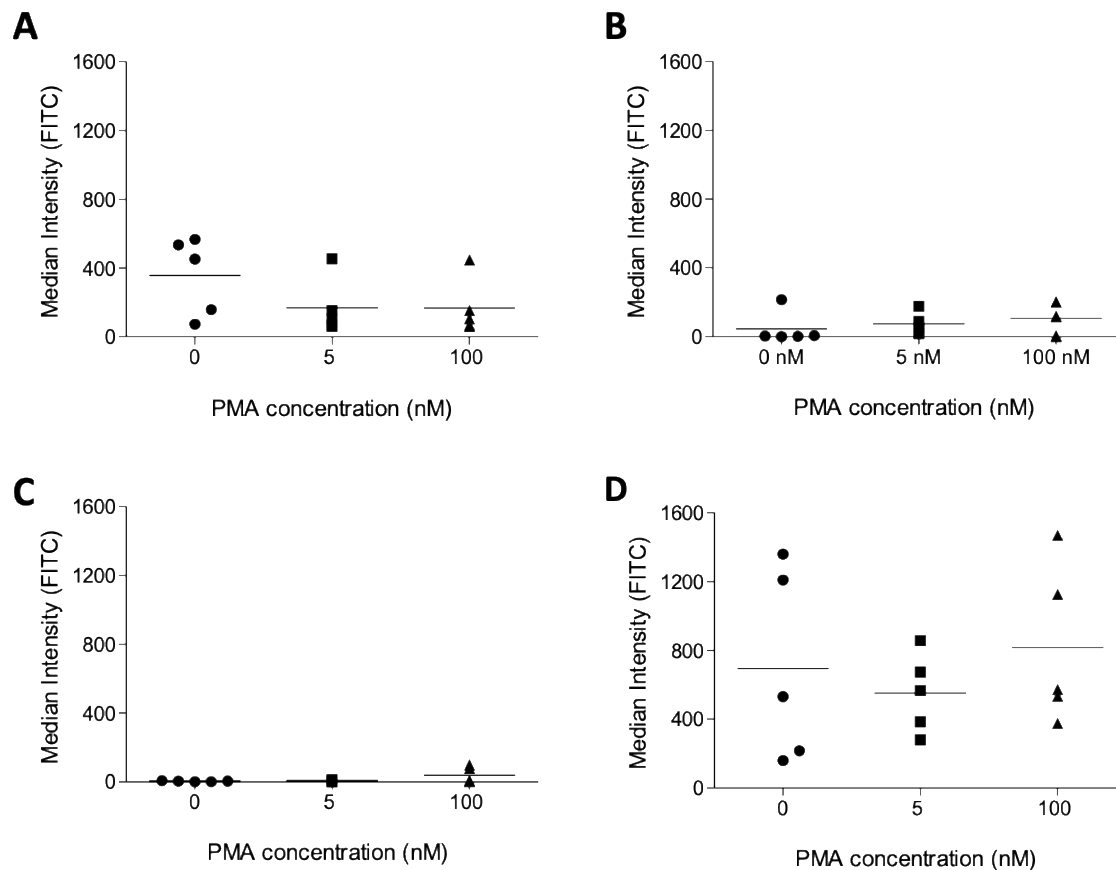 A
Median Intensity (FITC)
1600
1200
800
400
0
0 5 100
PMA concentration (nM)
B
Median Intensity (FITC)
1600
1200
800
400
0
0 nM 5 nM 100 nM
PMA concentration (nM)
C
Median Intensity (FITC)
1600
1200
800
400
0
0 5 100
PMA concentration (nM)
D
Median Intensity (FITC)
1600
1200
800
400
0
0 5 100
PMA concentration (nM)